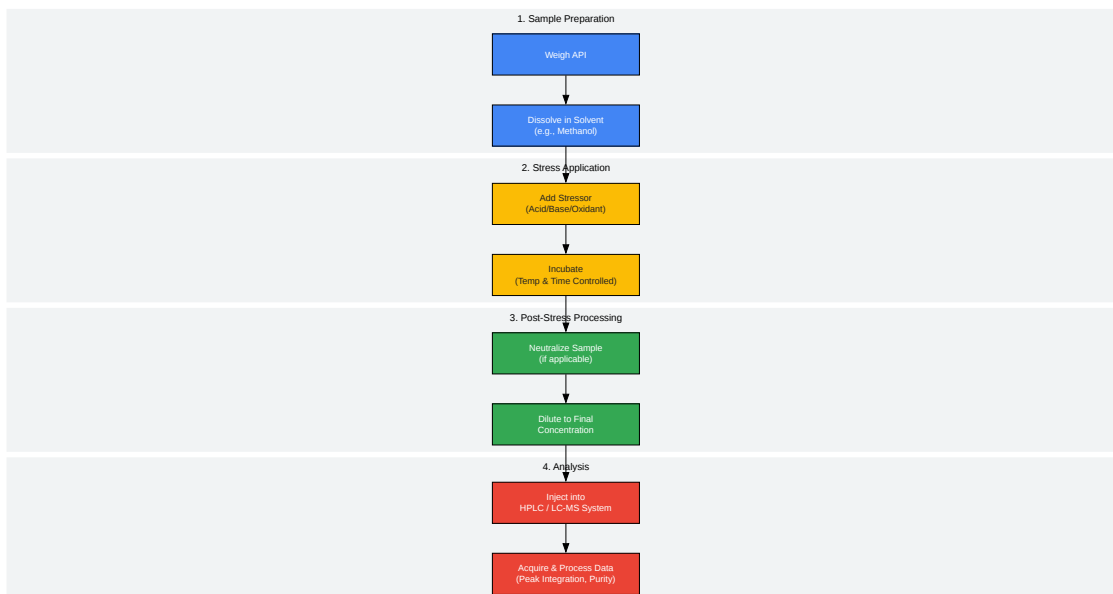 1. Sample Preparation
Weigh API
Dissolve in Solvent
(e.g., Methanol)
2. Stress Application
Add Stressor
(Acid/Base/Oxidant)
Incubate
(Temp & Time Controlled)
3. Post-Stress Processing
Neutralize Sample
(if applicable)
Dilute to Final
Concentration
4. Analysis
Inject into
HPLC / LC-MS System
Acquire & Process Data
(Peak Integration, Purity)